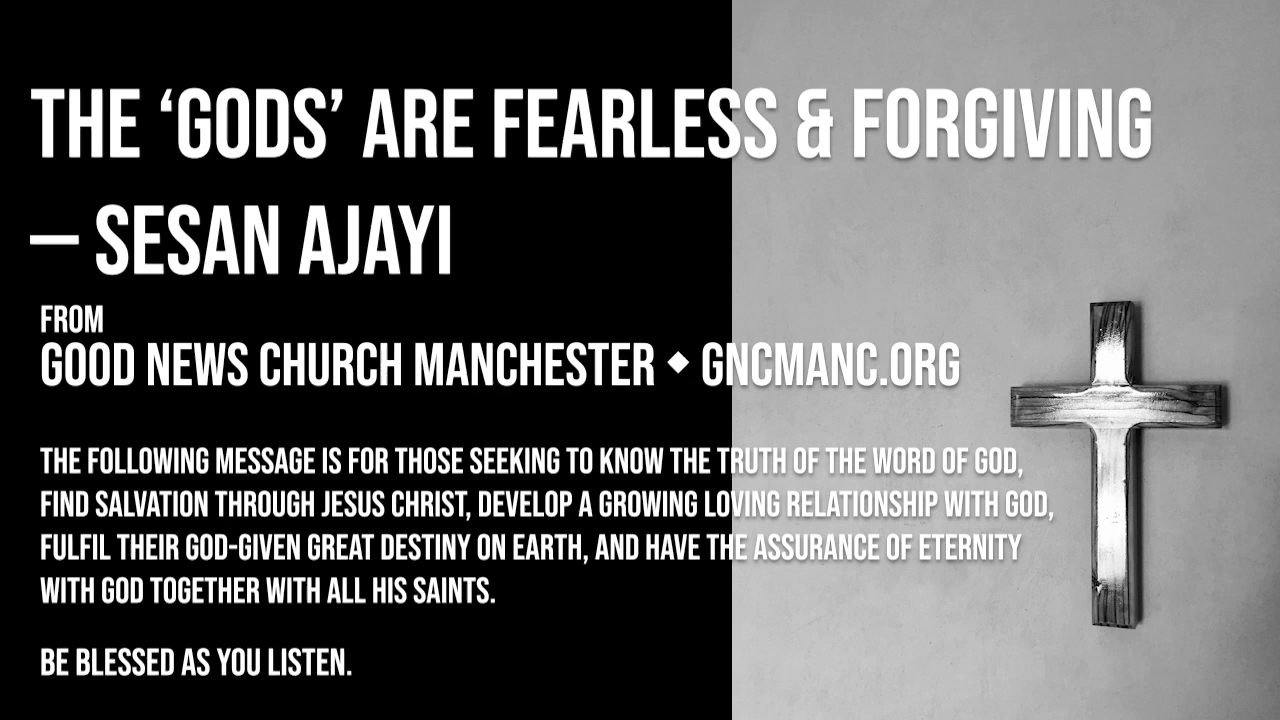 THE ‘GODS’ ARE FEARLESS & FORGIVING
– SESAN AJAYI
FROM
GOOD NEWS CHURCH MANCHESTER ◆ GNCMANC.ORG
THE FOLLOWING MESSAGE IS FOR THOSE SEEKING TO KNOW THE TRUTH OF THE WORD OF GOD,
FIND SALVATION THROUGH JESUS CHRIST, DEVELOP A GROWING LOVING RELATIONSHIP WITH GOD,
FULFIL THEIR GOD-GIVEN GREAT DESTINY ON EARTH, AND HAVE THE ASSURANCE OF ETERNITY
WITH GOD TOGETHER WITH ALL HIS SAINTS.
BE BLESSED AS YOU LISTEN.